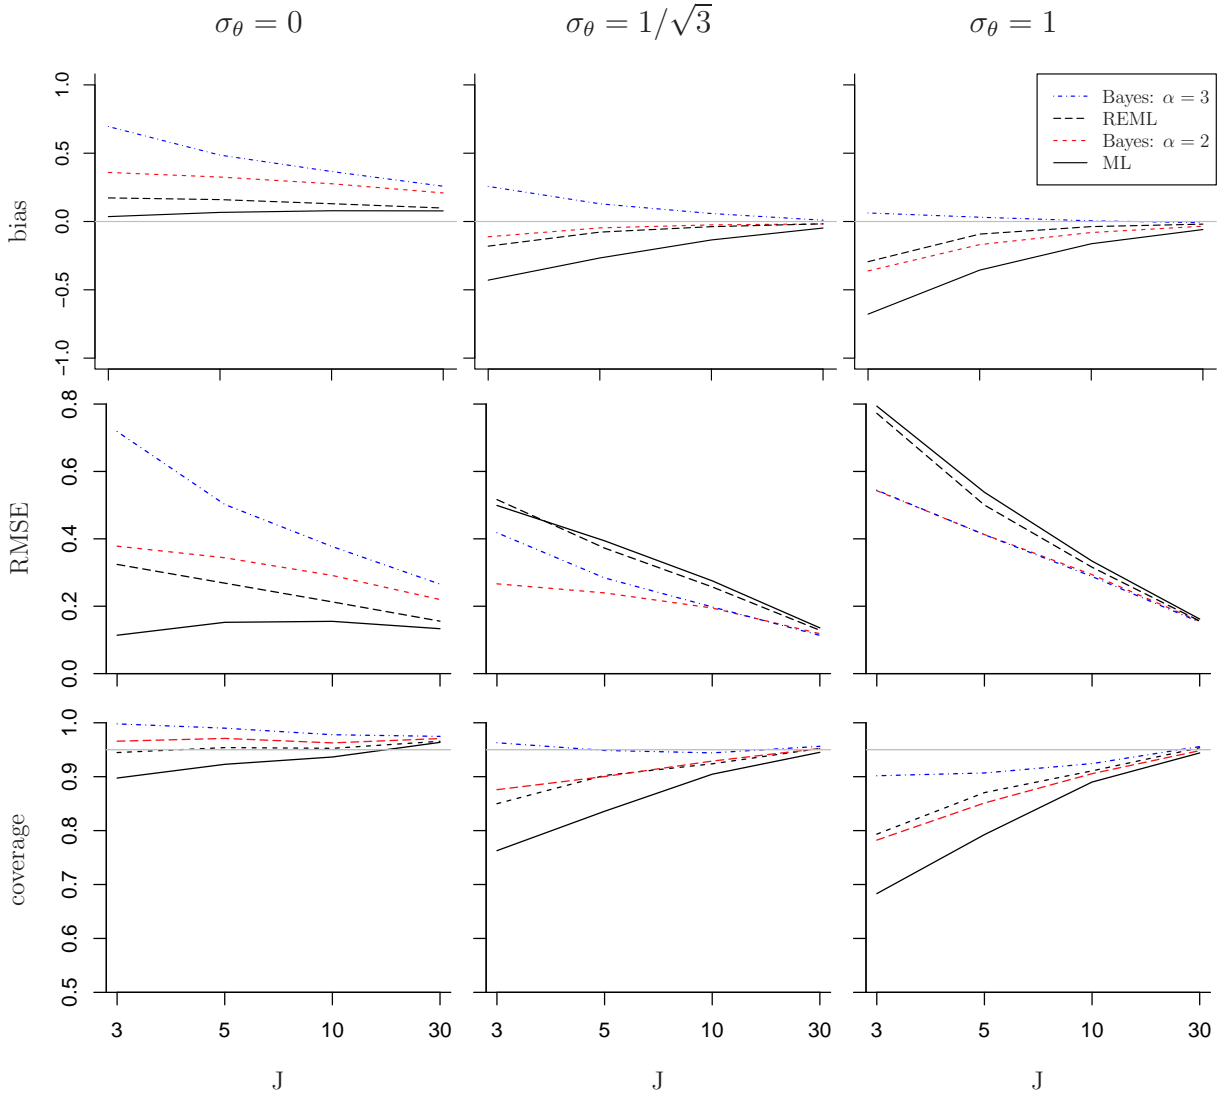 σ_θ = 0
σ_θ = 1/√3
σ_θ = 1
bias
1.0
0.5
0.0
−0.5
−1.0
Bayes: α = 3
REML
Bayes: α = 2
ML
RMSE
0.8
0.6
0.4
0.2
0.0
coverage
1.0
0.9
0.8
0.7
0.6
0.5
3 5 10 30
3 5 10 30
3 5 10 30
J
J
J